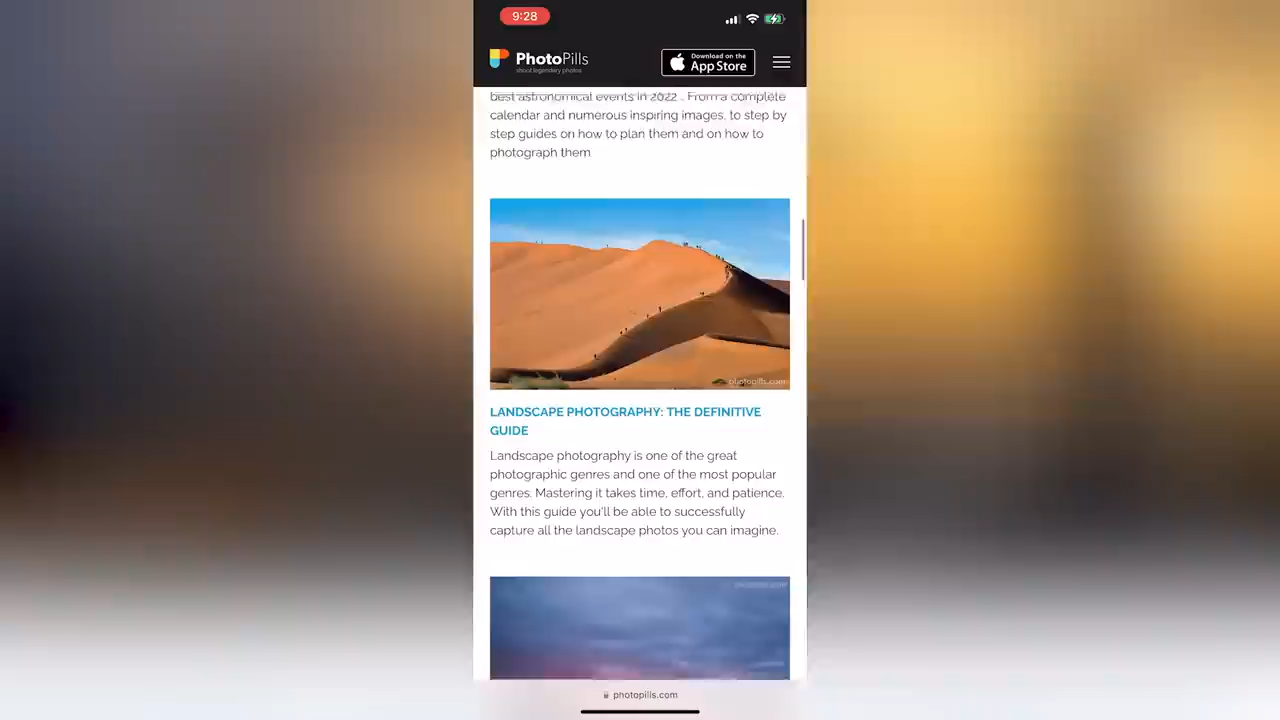 9:28
PhotoPills
shoot legendary photos
Download on the
App Store
best astronomical events in 2022 . From a complete
calendar and numerous inspiring images, to step by
step guides on how to plan them and on how to
photograph them
photopills.com
LANDSCAPE PHOTOGRAPHY: THE DEFINITIVE
GUIDE
Landscape photography is one of the great
photographic genres and one of the most popular
genres. Mastering it takes time, effort, and patience.
With this guide you'll be able to successfully
capture all the landscape photos you can imagine.
photopills.com